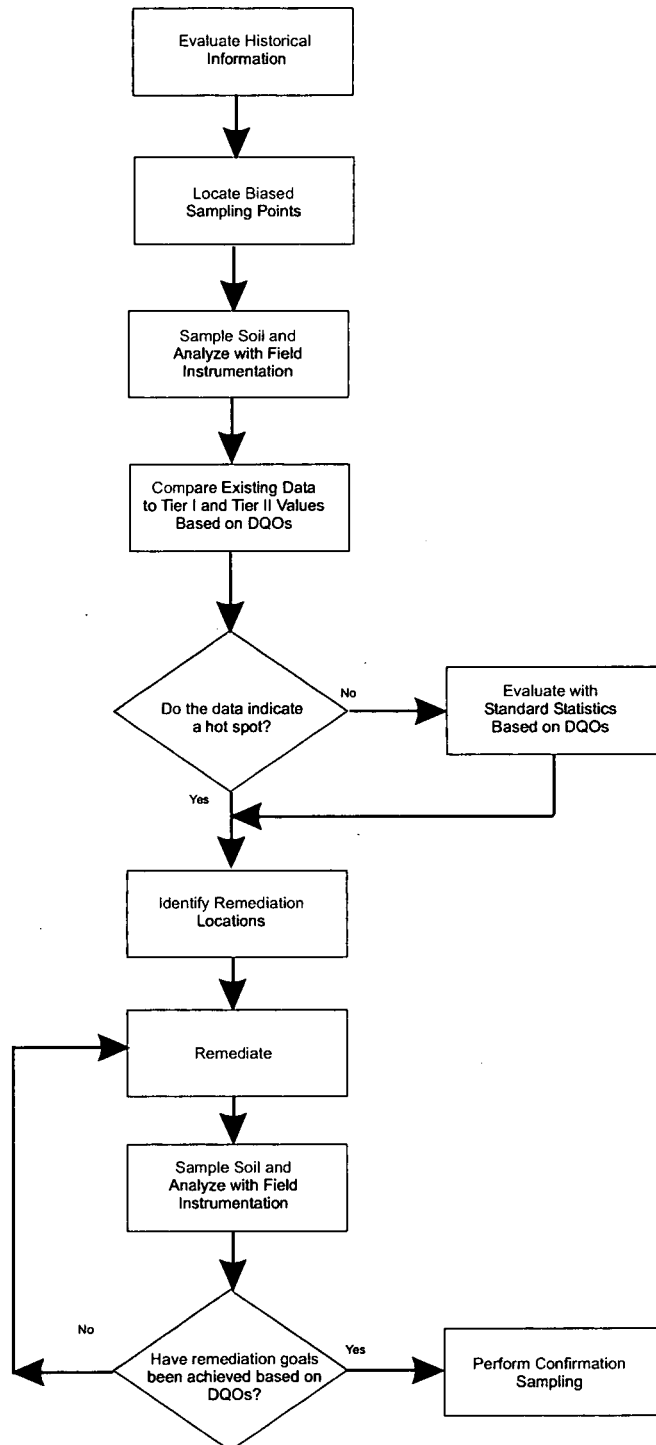 Evaluate Historical
Information
Locate Biased
Sampling Points
Sample Soil and
Analyze with Field
Instrumentation
Compare Existing Data
to Tier I and Tier II Values
Based on DQOs
Do the data indicate
a hot spot?
No
Evaluate with
Standard Statistics
Based on DQOs
Yes
Identify Remediation
Locations
Remediate
Sample Soil and
Analyze with Field
Instrumentation
No
Have remediation goals
been achieved based on
DQOs?
Yes
Perform Confirmation
Sampling